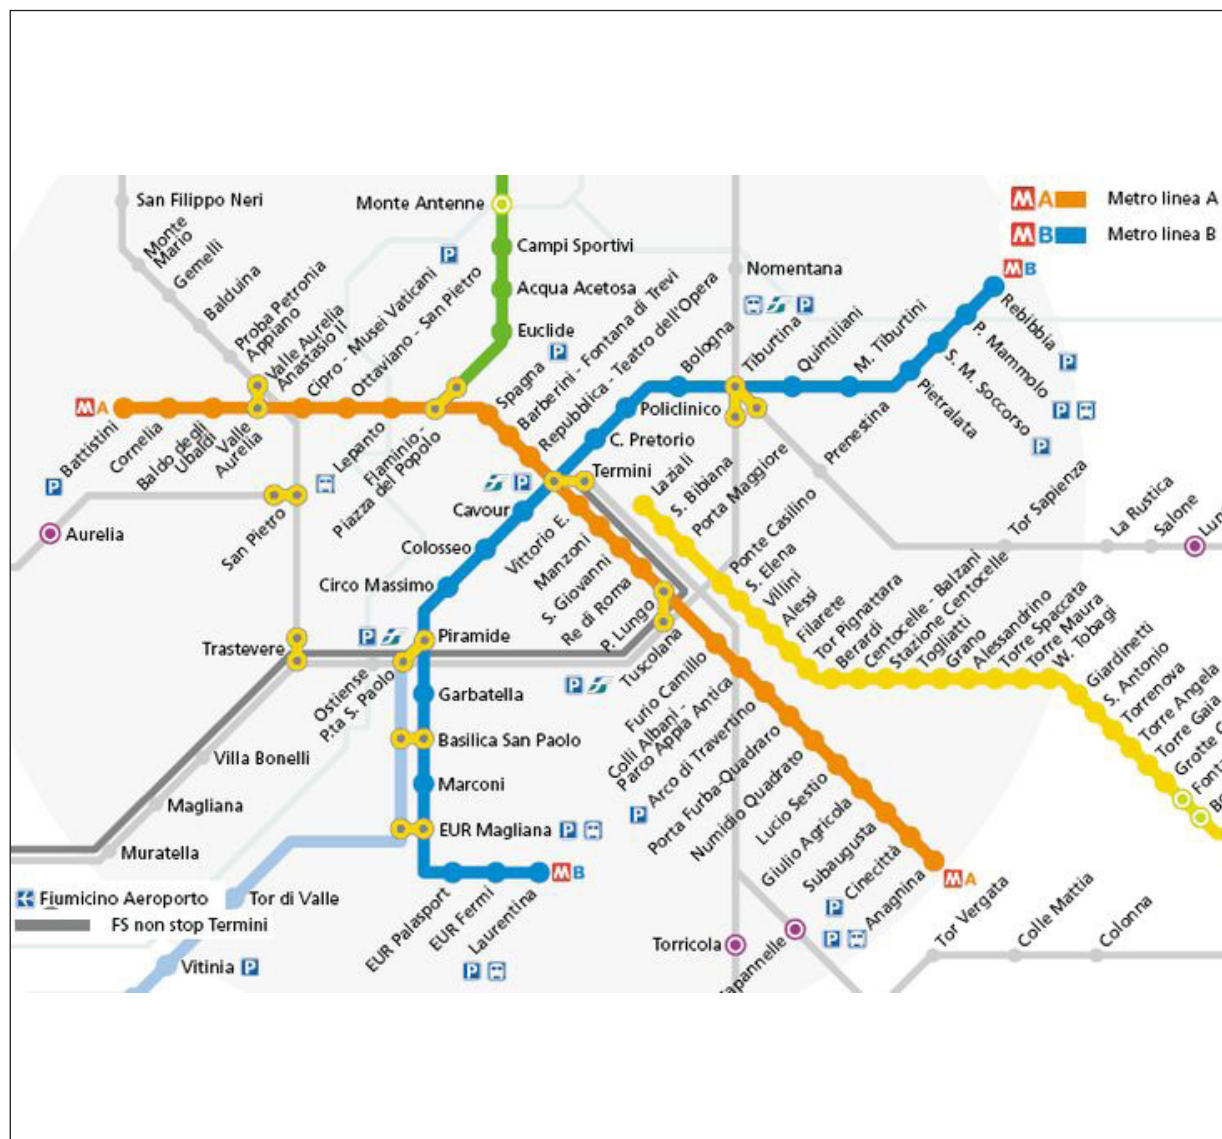 San Filippo Neri
Monte Antenne
M A Metro linea A
M B Metro linea B
Monte
Mario
Gemelli
Balduina
Proba Petronia
Appiano
Valle Aurelia
Anastasio II
Cipro - Musei Vaticani
P
Ottaviano - San Pietro
Campi Sportivi
Acqua Acetosa
Euclide
Spagna P
Barberini - Fontana di Trevi
Repubblica - Teatro dell'Opera
Bologna
Nomentana
P
Tiburtina
Quintiliani
M. Tiburtini
M B
Rebibbia P
P. Mammolo P
S. M. Soccorso P
Pietralata
Prenestina
Policlinico
C. Pretorio
Termini
P
M A
P Battistini
Cornelia
Baldo degli
Ubaldi
Valle
Aurelia
Lepanto
Flaminio -
Piazza del Popolo
San Pietro
Aurelia
Cavour
Colosseo
Circo Massimo
Vittorio E.
Manzoni
S. Giovanni
Re di Roma
P. Lungo
Tuscolana
P
Laziali
S. Bibiana
Porta Maggiore
Ponte Casilino
S. Elena
Villini
Alessi
Filarete
Tor Pignattara
Berardi
Centocelle - Balzani
Stazione Centocelle
Togliatti
Grano
Alessandrino
Torre Spaccata
Torre Maura
W. Tobagi
Giardinetti
S. Antonio
Torrenova
Torre Angela
Torre Gaia
Grotte C
Fonta
Bo
Tor Sapienza
La Rustica
Salone
Lun
Trastevere
P
Piramide
Ostiense
P.ta S. Paolo
Garbatella
Basilica San Paolo
Marconi
EUR Magliana P
M B
EUR Palasport
EUR Fermi
Laurentina
P
Villa Bonelli
Magliana
Muratella
Fiumicino Aeroporto
FS non stop Termini
Tor di Valle
Vitinia P
Furio Camillo
Colli Albani -
Parco Appia Antica
P Arco di Travertino
Porta Furba-Quadraro
Numidio Quadrato
Lucio Sestio
Giulio Agricola
Subaugusta
P Cinecittà
P Anagnina
M A
Torricola
apannelle
Tor Vergata
Colle Mattia
Colonna